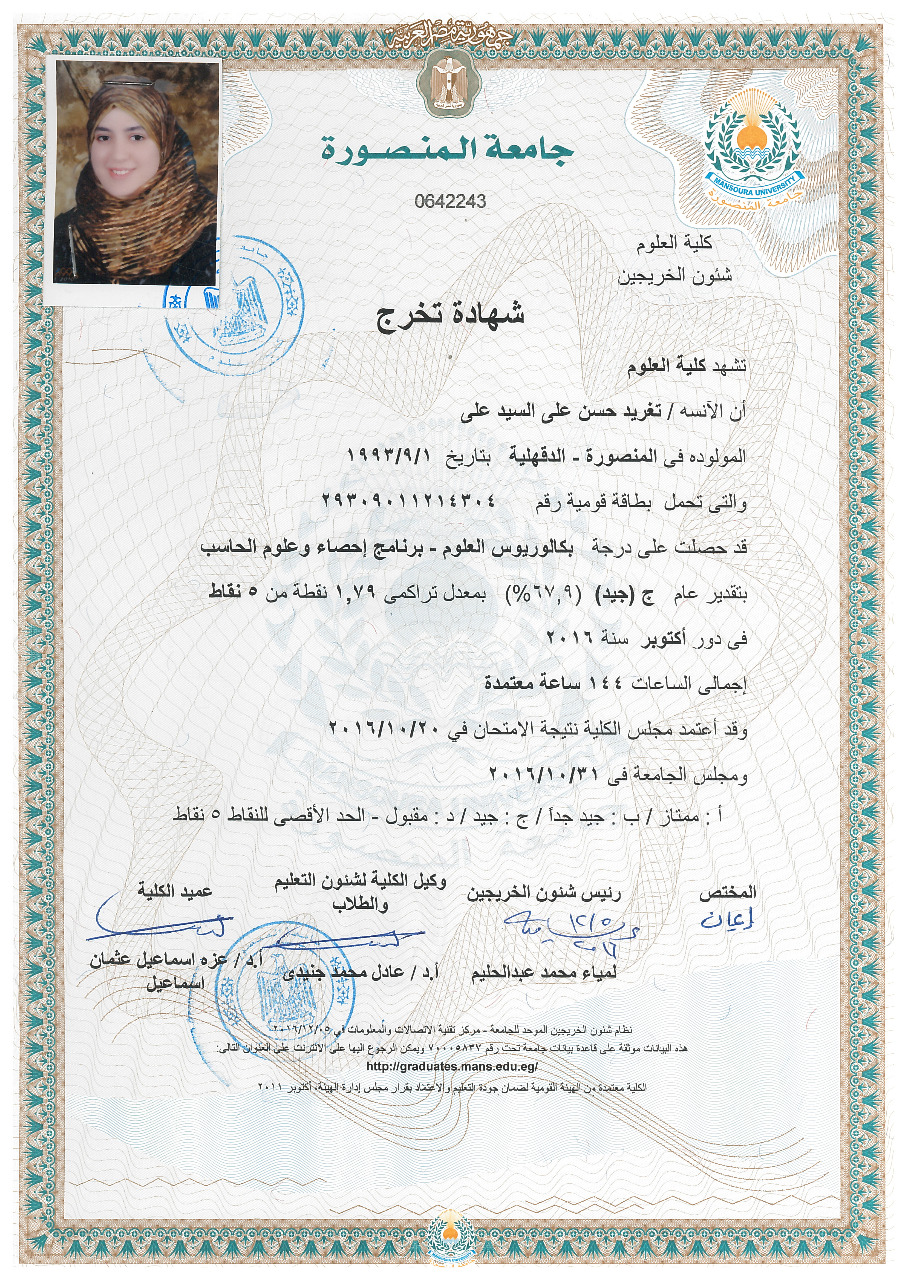 جمهورية مصر العربية
جامعة المنصورة
MANSOURA UNIVERSITY
جامعة المنصورة
0642243
كلية العلوم
شئون الخريجين
شهادة تخرج
تشهد كلية العلوم
أن الآنسه / تغريد حسن على السيد على
المولوده فى المنصورة - الدقهلية بتاريخ ١٩٩٣/٩/١
والتى تحمل بطاقة قومية رقم ٢٩٣٠٩٠١١٢١٤٣٠٤
قد حصلت على درجة بكالوريوس العلوم - برنامج إحصاء وعلوم الحاسب
بتقدير عام ج (جيد) (٦٧,٩%) بمعدل تراكمى ١,٧٩ نقطة من ٥ نقاط
فى دور أكتوبر سنة ٢٠١٦
إجمالى الساعات ١٤٤ ساعة معتمدة
وقد أعتمد مجلس الكلية نتيجة الامتحان في ٢٠١٦/١٠/٢٠
ومجلس الجامعة فى ٢٠١٦/١٠/٣١
أ : ممتاز / ب : جيد جداً / ج : جيد / د : مقبول - الحد الأقصى للنقاط ٥ نقاط
المختص
رئيس شئون الخريجين
وكيل الكلية لشئون التعليم والطلاب
عميد الكلية
لمياء محمد عبدالحليم
أ.د / عادل محمد جنيدى
أ.د / عزه اسماعيل عثمان
اسماعيل
نظام شئون الخريجين الموحد للجامعة - مركز تقنية الاتصالات والمعلومات في ٢٠١٦/١٢/٠٥
هذه البيانات موثقة على قاعدة بيانات جامعة تحت رقم ٧٠٠٠٥٨٣٧ ويمكن الرجوع اليها على الانترنت على العنوان التالى:
http://graduates.mans.edu.eg/
الكلية معتمدة من الهيئة القومية لضمان جودة التعليم والاعتماد بقرار مجلس إدارة الهيئة، أكتوبر ٢٠١١